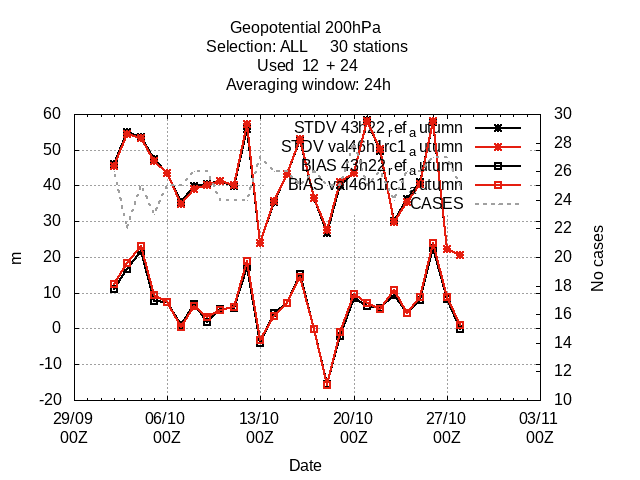 Geopotential 200hPa
Selection: ALL 30 stations
Used 12 + 24
Averaging window: 24h
STDV 43h22ref_autumn
STDV val46h1rc1_autumn
BIAS 43h22ref_autumn
BIAS val46h1rc1_autumn
CASES
60
50
40
30
20
10
0
-10
-20
m
30
28
26
24
22
20
18
16
14
12
10
No cases
29/09 06/10 13/10 20/10 27/10 03/11
00Z 00Z 00Z 00Z 00Z 00Z
Date